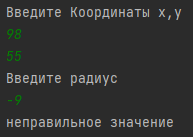 Введите Координаты x,y
98
55
Введите радиус
-9
неправильное значение